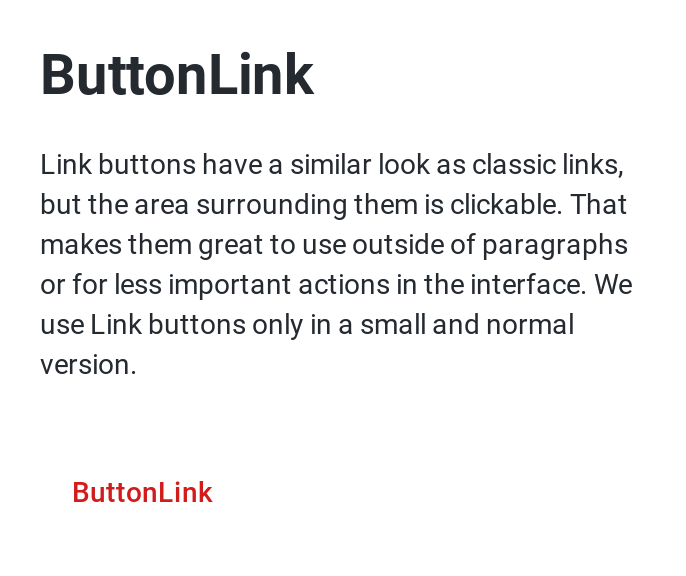 ButtonLink
Link buttons have a similar look as classic links,
but the area surrounding them is clickable. That
makes them great to use outside of paragraphs
or for less important actions in the interface. We
use Link buttons only in a small and normal
version.
ButtonLink